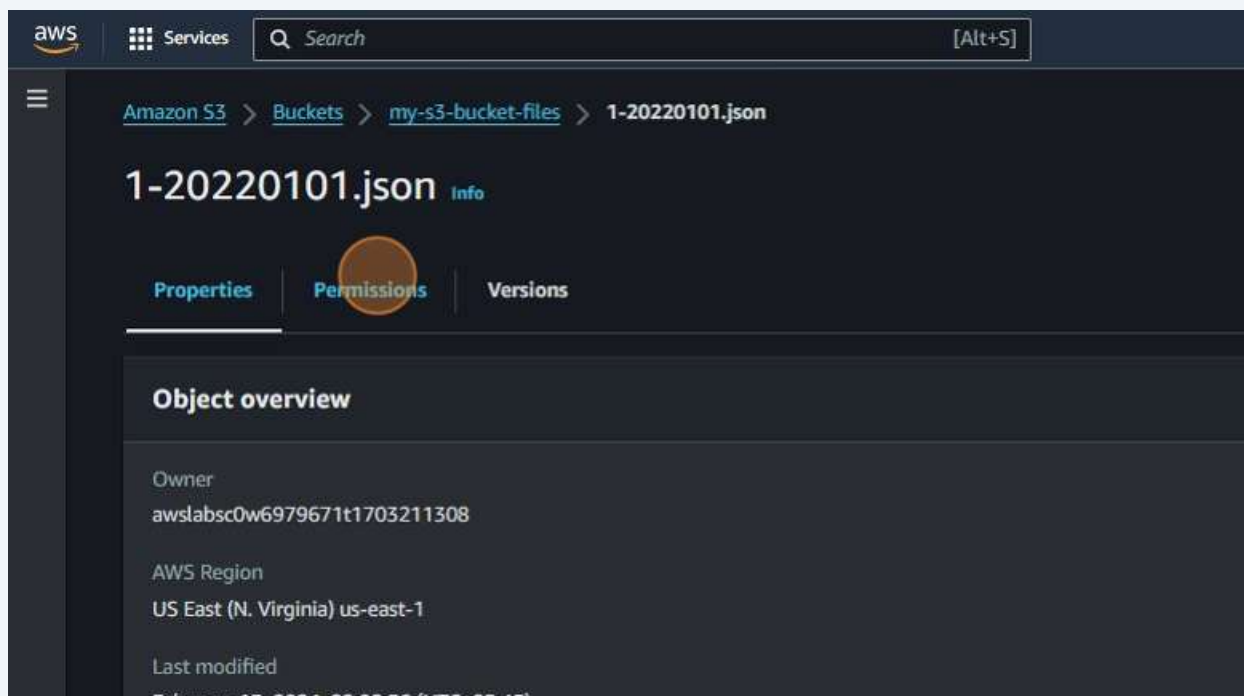 aws Services Search [Alt+S]
Amazon S3 > Buckets > my-s3-bucket-files > 1-20220101.json
1-20220101.json Info
Properties Permissions Versions
Object overview
Owner
awslabsc0w6979671t1703211308
AWS Region
US East (N. Virginia) us-east-1
Last modified